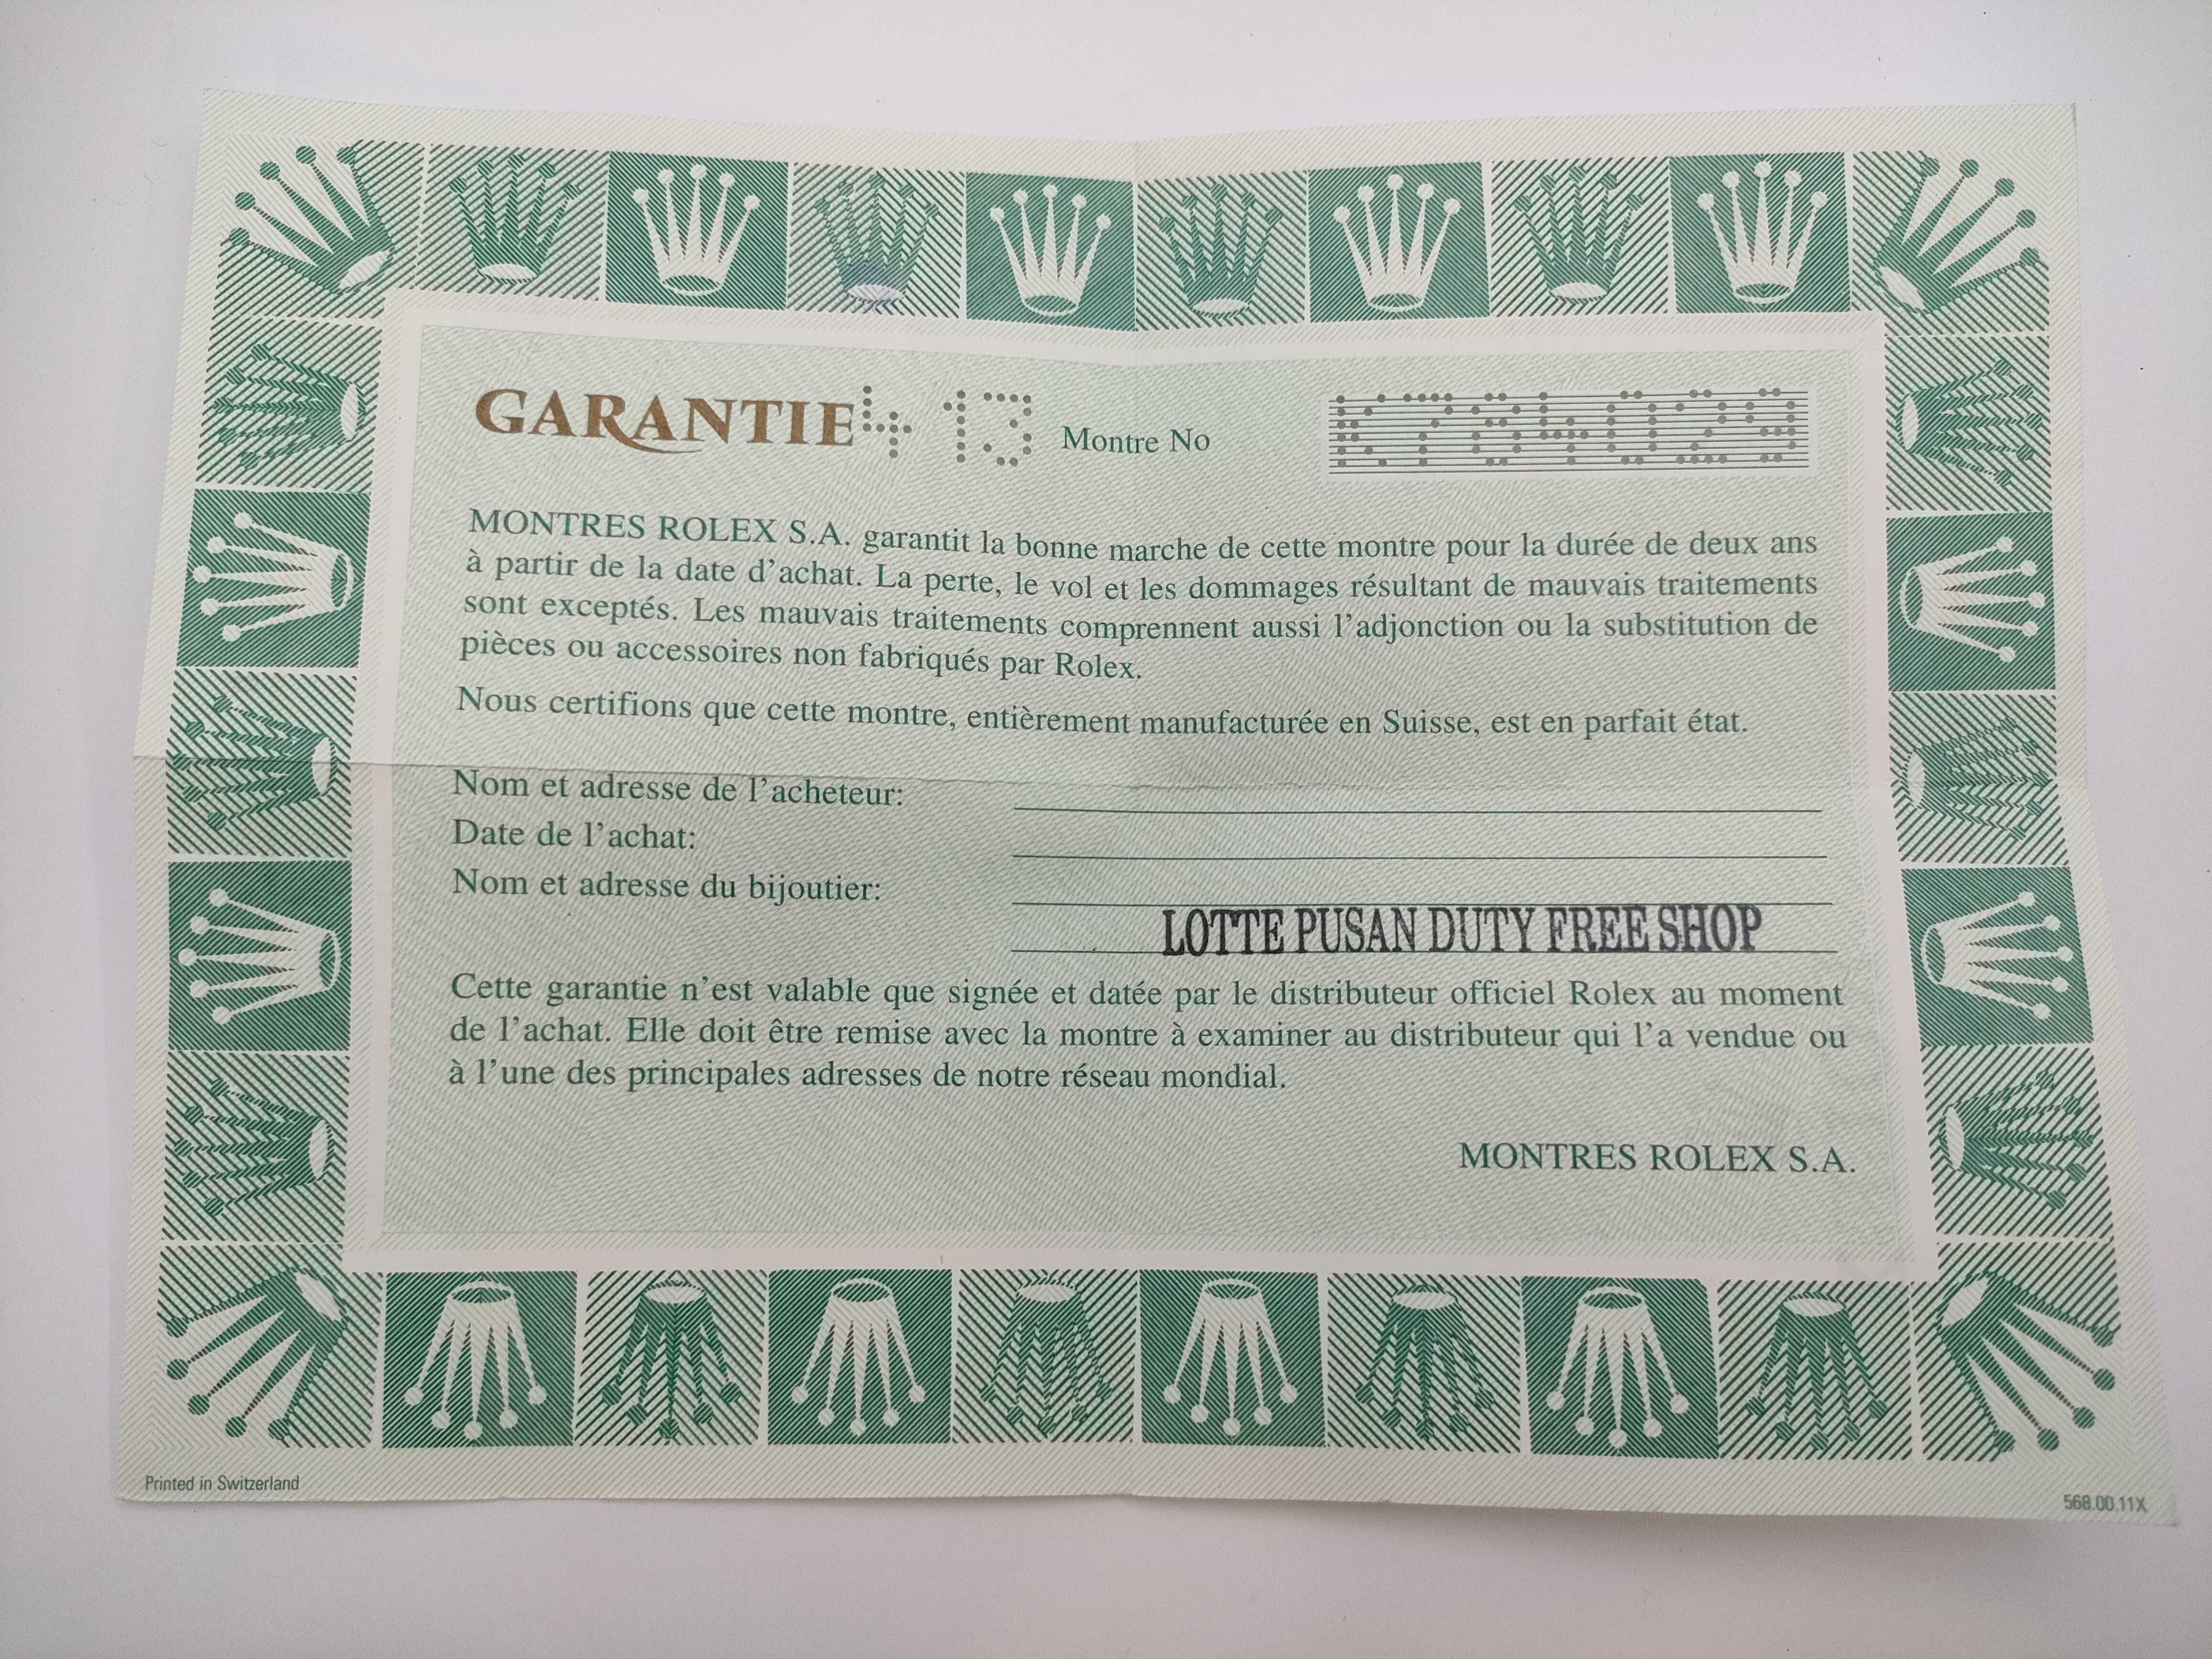 GARANTIE 413 Montre No K784029
MONTRES ROLEX S.A. garantit la bonne marche de cette montre pour la durée de deux ans
à partir de la date d’achat. La perte, le vol et les dommages résultant de mauvais traitements
sont exceptés. Les mauvais traitements comprennent aussi l’adjonction ou la substitution de
pièces ou accessoires non fabriqués par Rolex.
Nous certifions que cette montre, entièrement manufacturée en Suisse, est en parfait état.
Nom et adresse de l’acheteur:
Date de l’achat:
Nom et adresse du bijoutier:
LOTTE PUSAN DUTY FREE SHOP
Cette garantie n’est valable que signée et datée par le distributeur officiel Rolex au moment
de l’achat. Elle doit être remise avec la montre à examiner au distributeur qui l’a vendue ou
à l’une des principales adresses de notre réseau mondial.
MONTRES ROLEX S.A.
Printed in Switzerland
568.00.11X